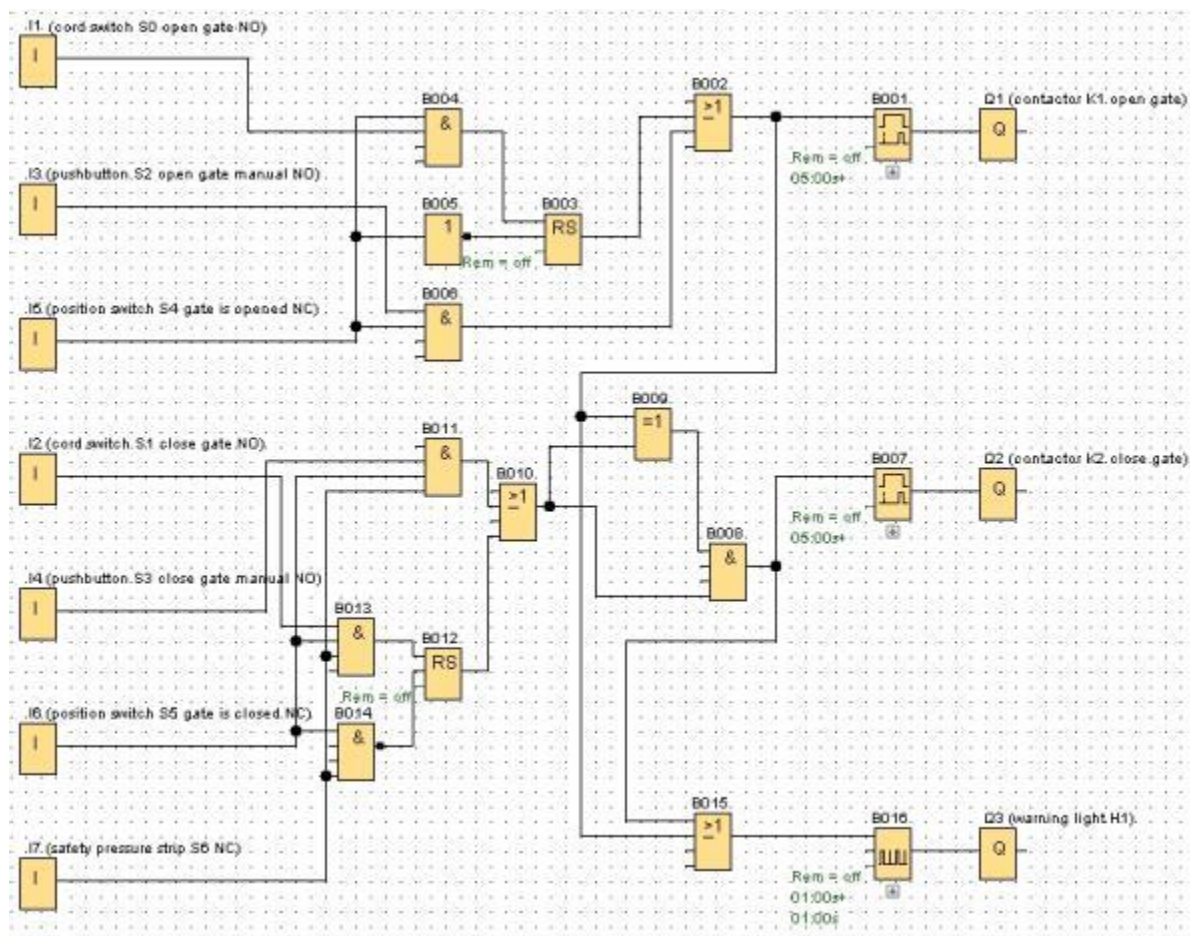 .I1. (cord switch S0 open gate NO)
I
B002
≥1
B004
&
B001
Q1 (contactor K1 open gate)
Q
Rem = off
05:00s+
.I3.(pushbutton.S2 open gate manual NO)
I
B005
1
B003
RS
Rem = off
.I5.(position switch S4 gate is opened NC)
I
B006
&
B009
=1
.I2.(cord switch S1 close gate NO).
I
B011
&
B010
≥1
B007
Q2 (contactor K2 close gate)
Q
Rem = off
05:00s+
B008
&
.I4.(pushbutton.S3 close gate manual NO)
I
B013
&
B012
RS
Rem = off
.I6.(position switch S5 gate is closed NC)
I
B014
&
B015
≥1
B016
Q3 (warning light H1).
Q
.I7.(safety pressure strip S6 NC)
I
Rem = off
01:00s+
01:00s